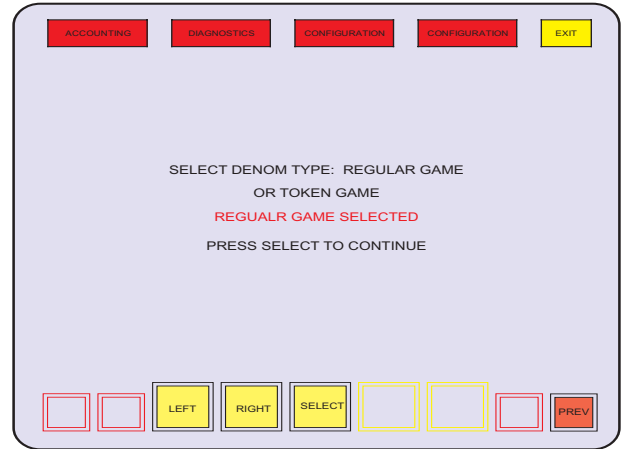 ACCOUNTING DIAGNOSTICS CONFIGURATION CONFIGURATION EXIT
SELECT DENOM TYPE: REGULAR GAME
OR TOKEN GAME
REGUALR GAME SELECTED
PRESS SELECT TO CONTINUE
LEFT RIGHT SELECT PREV